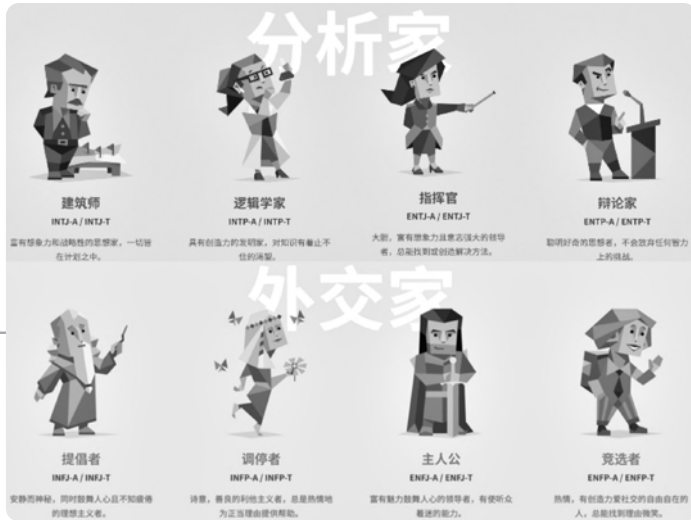 分析家
建筑师
INTJ-A / INTJ-T
富有想象力和战略性的思想家，一切皆
在计划之中。
逻辑学家
INTP-A / INTP-T
具有创造力的发明家，对知识有着止不
住的渴望。
指挥官
ENTJ-A / ENTJ-T
大胆，富有想象力且意志强大的领导
者，总能找到或创造解决方法。
辩论家
ENTP-A / ENTP-T
聪明好奇的思想者，不会放弃任何智力
上的挑战。
外交家
提倡者
INFJ-A / INFJ-T
安静而神秘，同时鼓舞人心且不知疲倦
的理想主义者。
调停者
INFP-A / INFP-T
诗意，善良的利他主义者，总是热情地
为正当理由提供帮助。
主人公
ENFJ-A / ENFJ-T
富有魅力鼓舞人心的领导者，有使听众
着迷的能力。
竞选者
ENFP-A / ENFP-T
热情，有创造力爱社交的自由自在的
人，总能找到理由微笑。